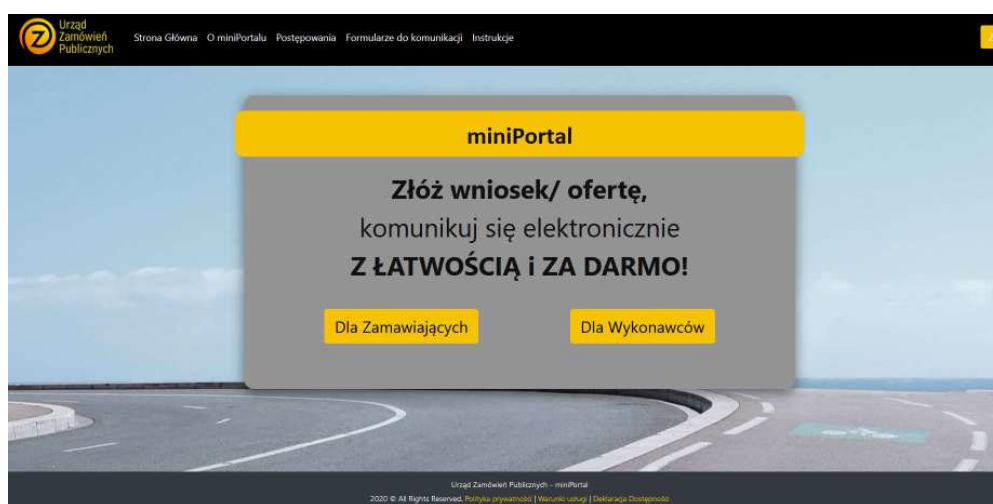 Urząd
Zamówień
Publicznych
Strona Główna O miniPortalu Postępowania Formularze do komunikacji Instrukcje
miniPortal
Złóż wniosek/ ofertę,
komunikuj się elektronicznie
Z ŁATWOŚCIĄ i ZA DARMO!
Dla Zamawiających Dla Wykonawców
Urząd Zamówień Publicznych - miniPortal
2020 © All Rights Reserved. Polityka prywatności | Warunki usługi | Deklaracja Dostępności